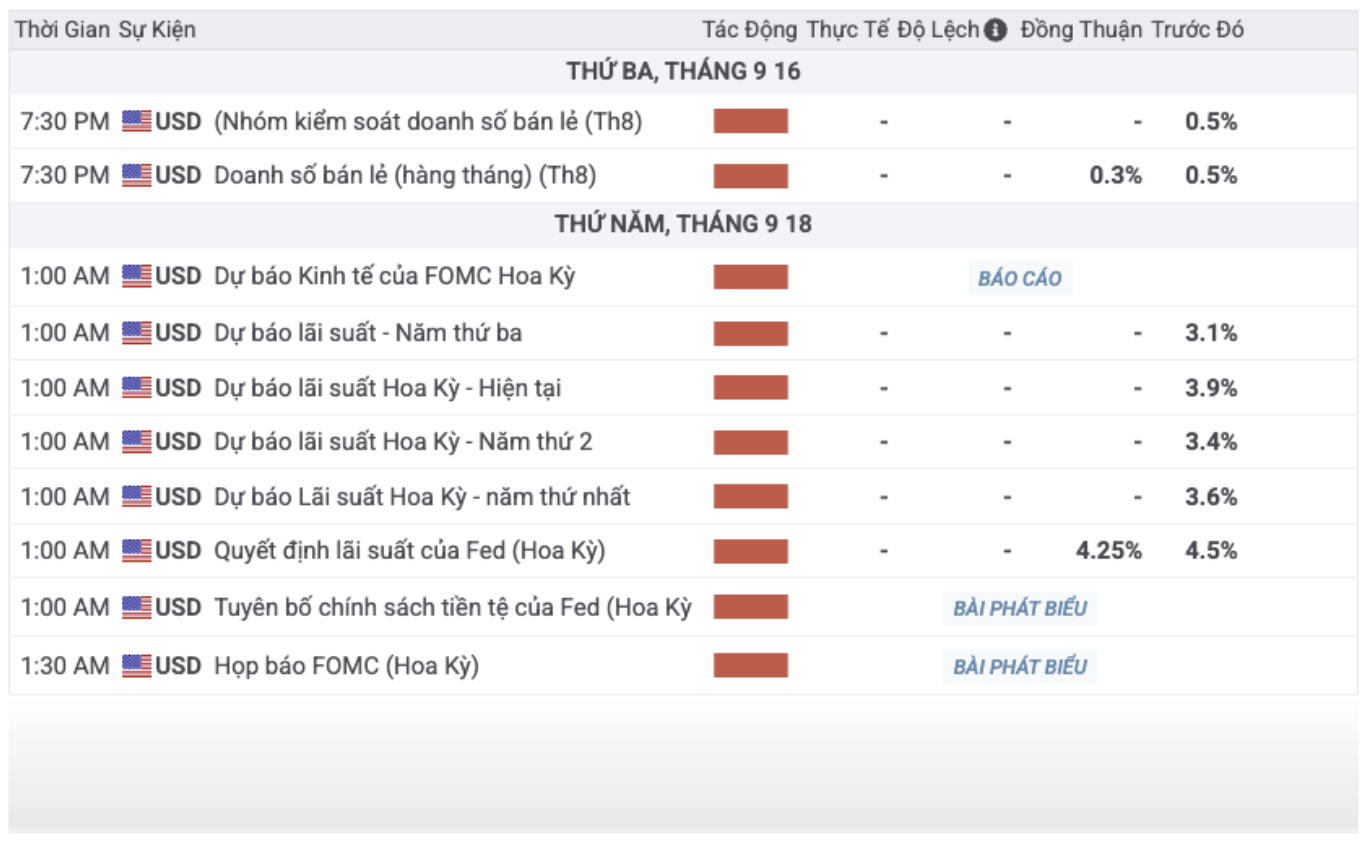 Thời Gian Sự Kiện Tác Động Thực Tế Độ Lệch Đồng Thuận Trước Đó
THỨ BA, THÁNG 9 16
7:30 PM USD (Nhóm kiểm soát doanh số bán lẻ (Th8) - - - 0.5%
7:30 PM USD Doanh số bán lẻ (hàng tháng) (Th8) - - 0.3% 0.5%
THỨ NĂM, THÁNG 9 18
1:00 AM USD Dự báo Kinh tế của FOMC Hoa Kỳ BÁO CÁO
1:00 AM USD Dự báo lãi suất - Năm thứ ba - - - 3.1%
1:00 AM USD Dự báo lãi suất Hoa Kỳ - Hiện tại - - - 3.9%
1:00 AM USD Dự báo lãi suất Hoa Kỳ - Năm thứ 2 - - - 3.4%
1:00 AM USD Dự báo Lãi suất Hoa Kỳ - năm thứ nhất - - - 3.6%
1:00 AM USD Quyết định lãi suất của Fed (Hoa Kỳ) - - 4.25% 4.5%
1:00 AM USD Tuyên bố chính sách tiền tệ của Fed (Hoa Kỳ BÀI PHÁT BIỂU
1:30 AM USD Họp báo FOMC (Hoa Kỳ) BÀI PHÁT BIỂU